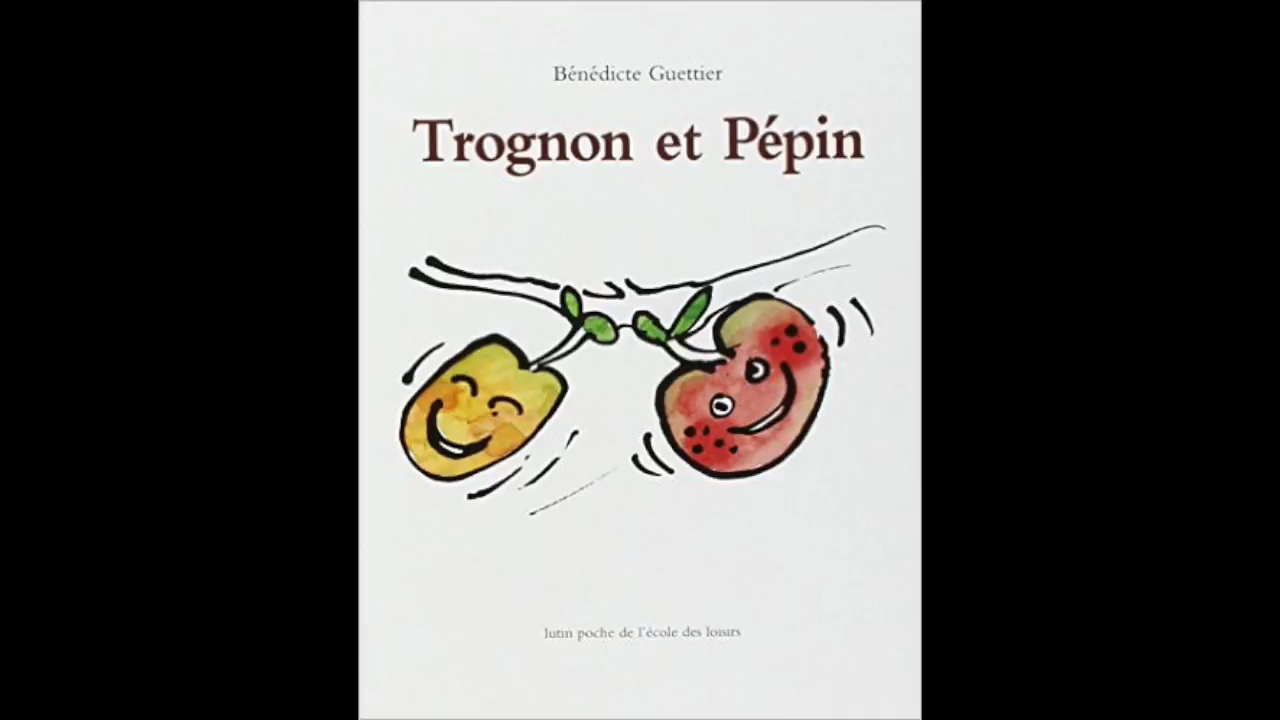 Bénédicte Guettier
Trognon et Pépin
lutin poche de l'école des loisirs